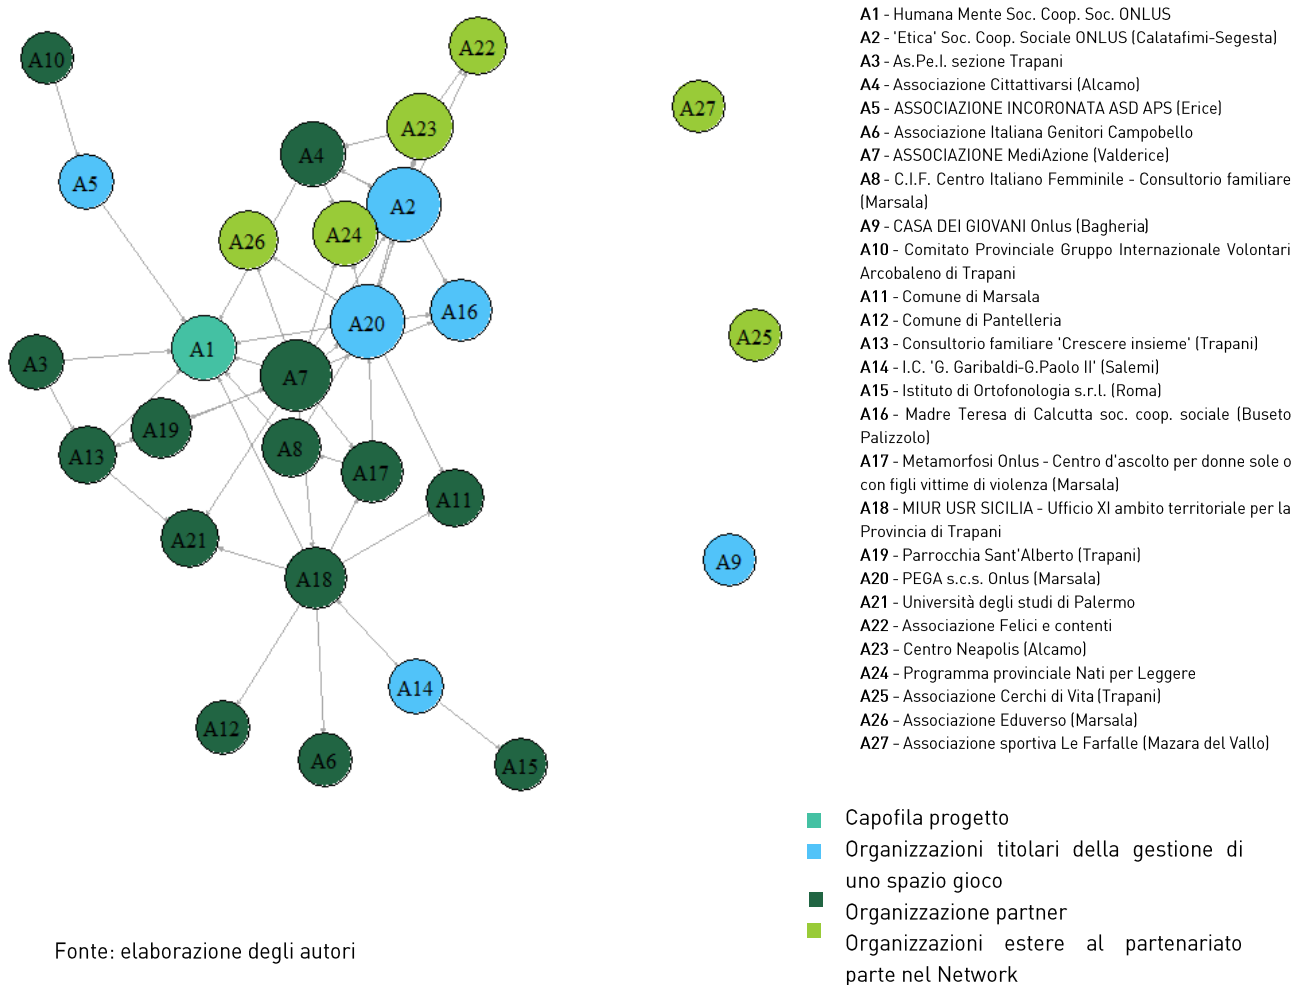 A10
A22
A27
A23
A4
A5
A2
A26
A24
A16
A20
A25
A1
A3
A7
A19
A8
A13
A17
A11
A21
A9
A18
A14
A12
A6
A15
A1 - Humana Mente Soc. Coop. Soc. ONLUS
A2 - 'Etica' Soc. Coop. Sociale ONLUS (Calatafimi-Segesta)
A3 - As.Pe.I. sezione Trapani
A4 - Associazione Cittattivarsi (Alcamo)
A5 - ASSOCIAZIONE INCORONATA ASD APS (Erice)
A6 - Associazione Italiana Genitori Campobello
A7 - ASSOCIAZIONE MediAzione (Valderice)
A8 - C.I.F. Centro Italiano Femminile - Consultorio familiare
(Marsala)
A9 - CASA DEI GIOVANI Onlus (Bagheria)
A10 - Comitato Provinciale Gruppo Internazionale Volontari
Arcobaleno di Trapani
A11 - Comune di Marsala
A12 - Comune di Pantelleria
A13 - Consultorio familiare 'Crescere insieme' (Trapani)
A14 - I.C. 'G. Garibaldi-G.Paolo II' (Salemi)
A15 - Istituto di Ortofonologia s.r.l. (Roma)
A16 - Madre Teresa di Calcutta soc. coop. sociale (Buseto
Palizzolo)
A17 - Metamorfosi Onlus - Centro d'ascolto per donne sole o
con figli vittime di violenza (Marsala)
A18 - MIUR USR SICILIA - Ufficio XI ambito territoriale per la
Provincia di Trapani
A19 - Parrocchia Sant'Alberto (Trapani)
A20 - PEGA s.c.s. Onlus (Marsala)
A21 - Università degli studi di Palermo
A22 - Associazione Felici e contenti
A23 - Centro Neapolis (Alcamo)
A24 - Programma provinciale Nati per Leggere
A25 - Associazione Cerchi di Vita (Trapani)
A26 - Associazione Eduverso (Marsala)
A27 - Associazione sportiva Le Farfalle (Mazara del Vallo)
Capofila progetto
Organizzazioni titolari della gestione di
uno spazio gioco
Organizzazione partner
Organizzazioni estere al partenariato
parte nel Network
Fonte: elaborazione degli autori